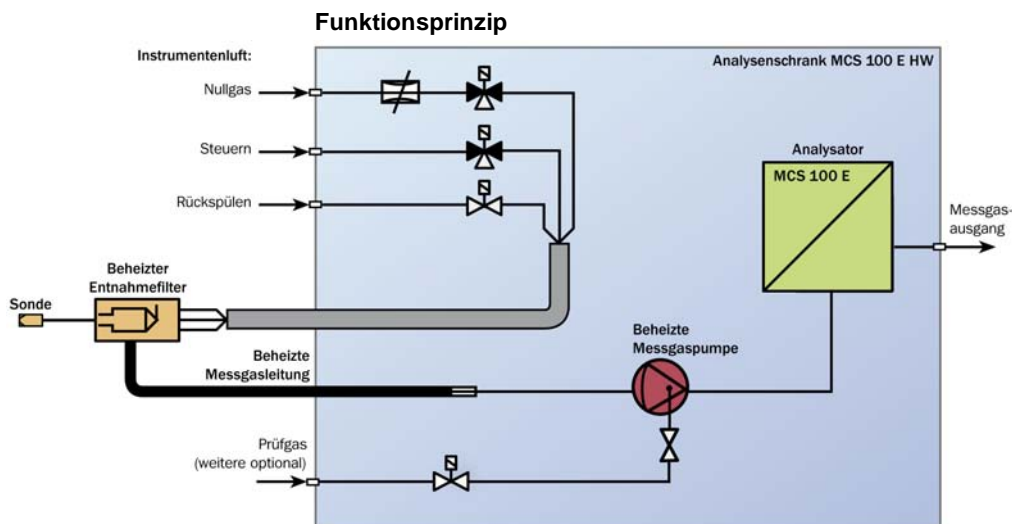 Funktionsprinzip
Instrumentenluft:
Analysenschrank MCS 100 E HW
Nullgas
Steuern
Rückspülen
Analysator
MCS 100 E
Messgas-
ausgang
Beheizter
Entnahmefilter
Sonde
Beheizte
Messgasleitung
Beheizte
Messgaspumpe
Prüfgas
(weitere optional)